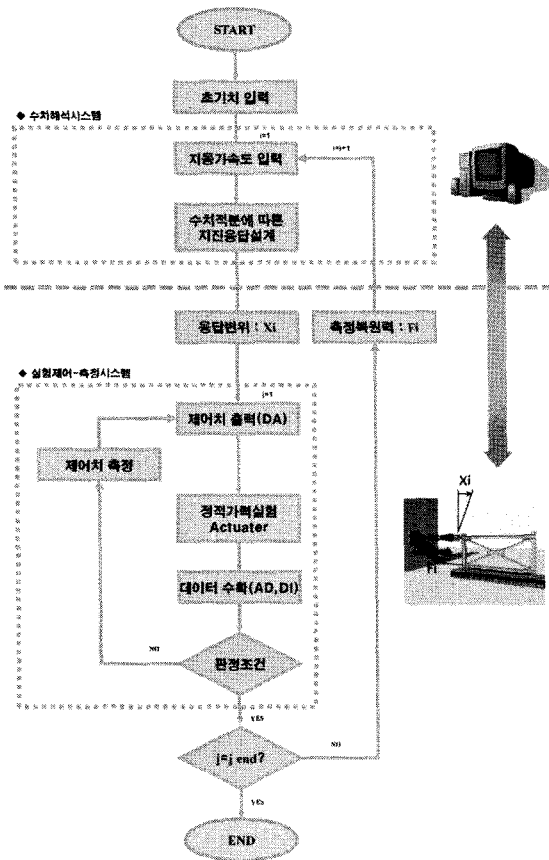 START
초기치 입력
◆ 수치해석시스템
i=1
i=i+1
지동가속도 입력
수치적분에 따른
지진응답설계
응답변위 : Xi
측정복원력 : Fi
◆ 실험제어-측정시스템
j=1
제어치 출력(DA)
제어치 측정
정적가력실험
Actuater
데이터 수확(AD,DI)
NO
판정조건
YES
j=j end?
NO
YES
END
Xi
Fi